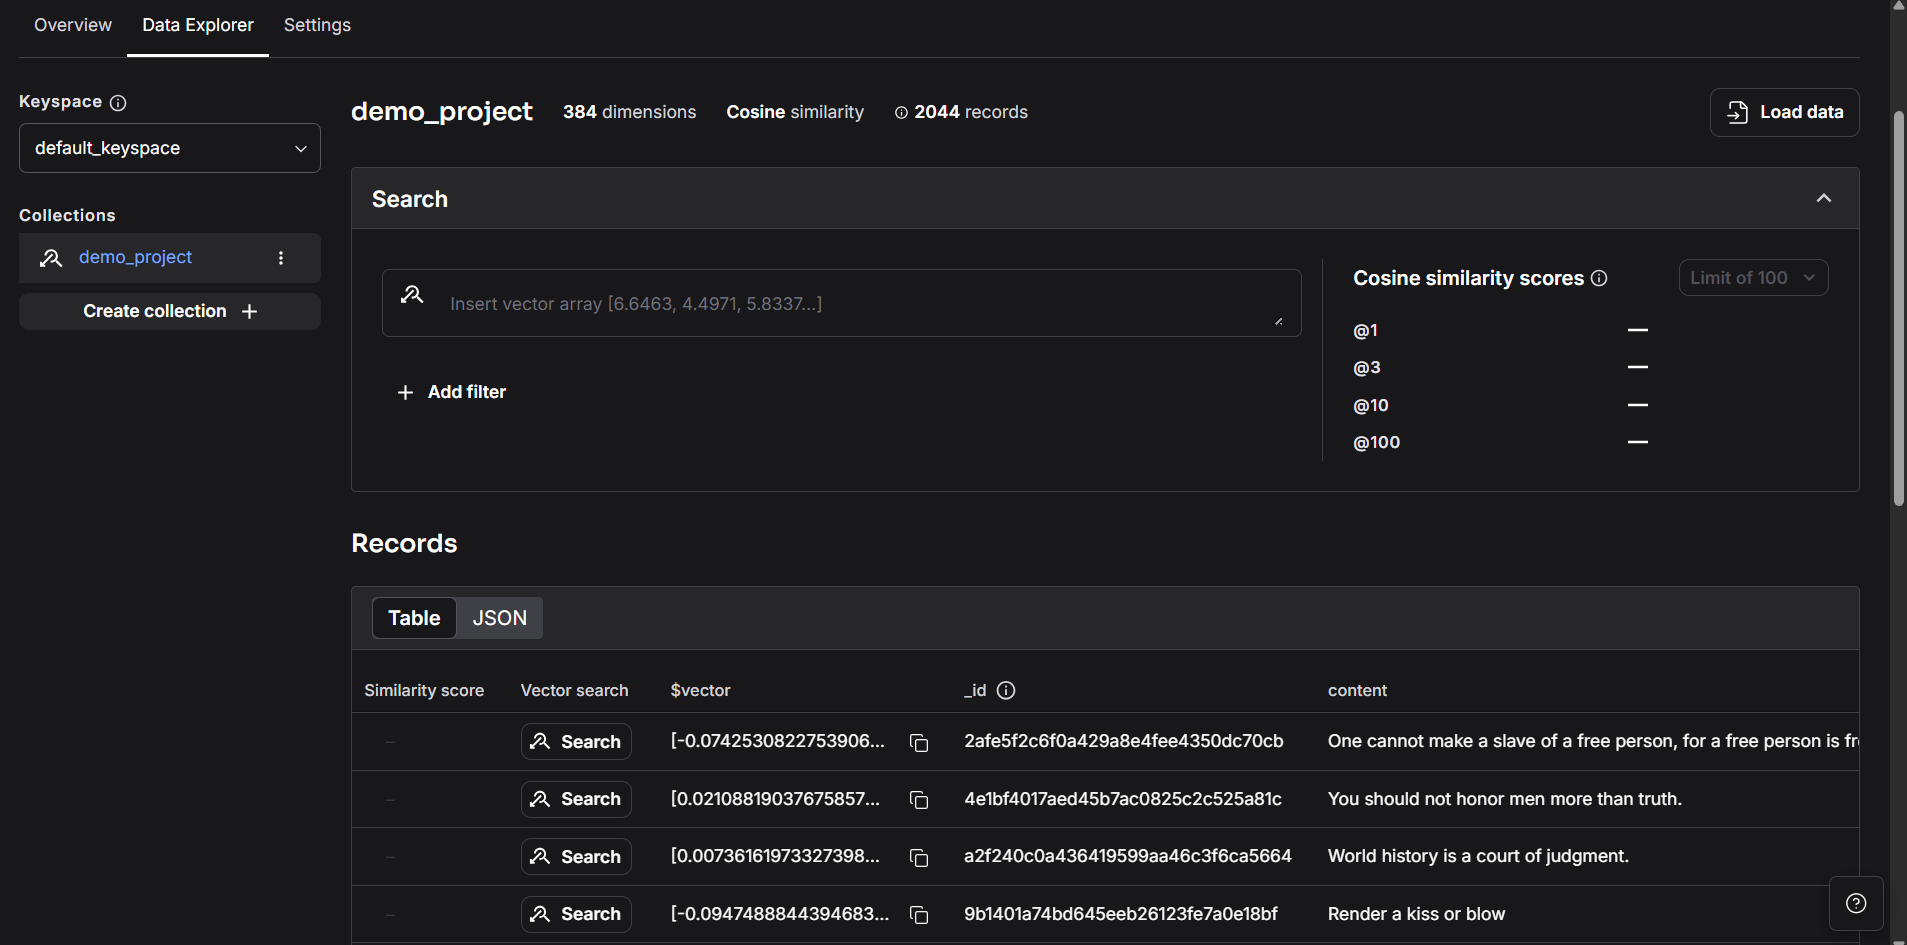 Overview Data Explorer Settings
Keyspace
default_keyspace
Collections
demo_project
Create collection
demo_project 384 dimensions Cosine similarity 2044 records Load data
Search
Insert vector array [6.6463, 4.4971, 5.8337...]
Add filter
Cosine similarity scores Limit of 100
@1 —
@3 —
@10 —
@100 —
Records
Table JSON
Similarity score Vector search $vector _id content
– Search [-0.0742530822753906... 2afe5f2c6f0a429a8e4fee4350dc70cb One cannot make a slave of a free person, for a free person is fr
– Search [0.02108819037675857... 4e1bf4017aed45b7ac0825c2c525a81c You should not honor men more than truth.
– Search [0.00736161973327398... a2f240c0a436419599aa46c3f6ca5664 World history is a court of judgment.
– Search [-0.0947488844394683... 9b1401a74bd645eeb26123fe7a0e18bf Render a kiss or blow